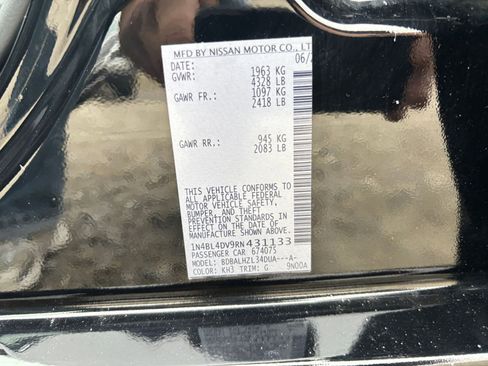 MFD BY NISSAN MOTOR CO., LT
DATE: 06/2
GVWR: 1963 KG
4328 LB
GAWR FR.: 1097 KG
2418 LB
GAWR RR.: 945 KG
2083 LB
THIS VEHICLE CONFORMS TO
ALL APPLICABLE FEDERAL
MOTOR VEHICLE SAFETY,
BUMPER, AND THEFT
PREVENTION STANDARDS IN
EFFECT ON THE DATE OF
MANUFACTURE SHOWN ABOVE.
1N4BL4DV9RN431133
PASSENGER CAR 674075
MODEL: BDBALHZL34DUA---A-
COLOR: KH3 TRIM: G 9N00A